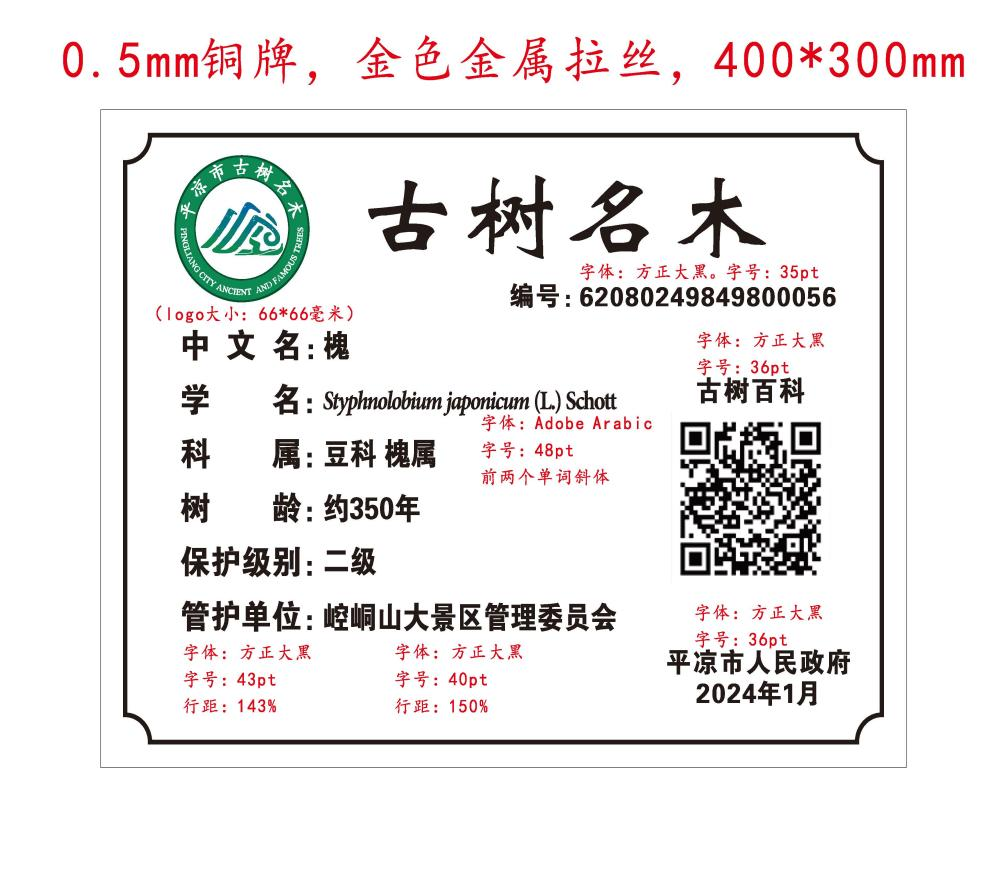 0.5mm铜牌，金色金属拉丝，400*300mm
平凉市古树名木
PINGLIANG CITY ANCIENT AND FAMOUS TREES
古树名木
字体：方正大黑。字号：35pt
编号：62080249849800056
（logo大小：66*66毫米）
中文名：槐
字体：方正大黑
字号：36pt
古树百科
学名：Styphnolobium japonicum (L.) Schott
字体：Adobe Arabic
字号：48pt
前两个单词斜体
科属：豆科 槐属
树龄：约350年
保护级别：二级
管护单位：崆峒山大景区管理委员会
字体：方正大黑
字号：43pt
行距：143%
字体：方正大黑
字号：40pt
行距：150%
字体：方正大黑
字号：36pt
平凉市人民政府
2024年1月